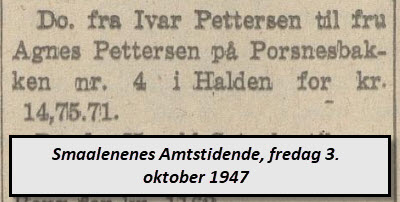 Do. fra Ivar Pettersen til fru
Agnes Pettersen på Porsnesbak-
ken nr. 4 i Halden for kr.
14,75.71.
Smaalenenes Amtstidende, fredag 3.
oktober 1947